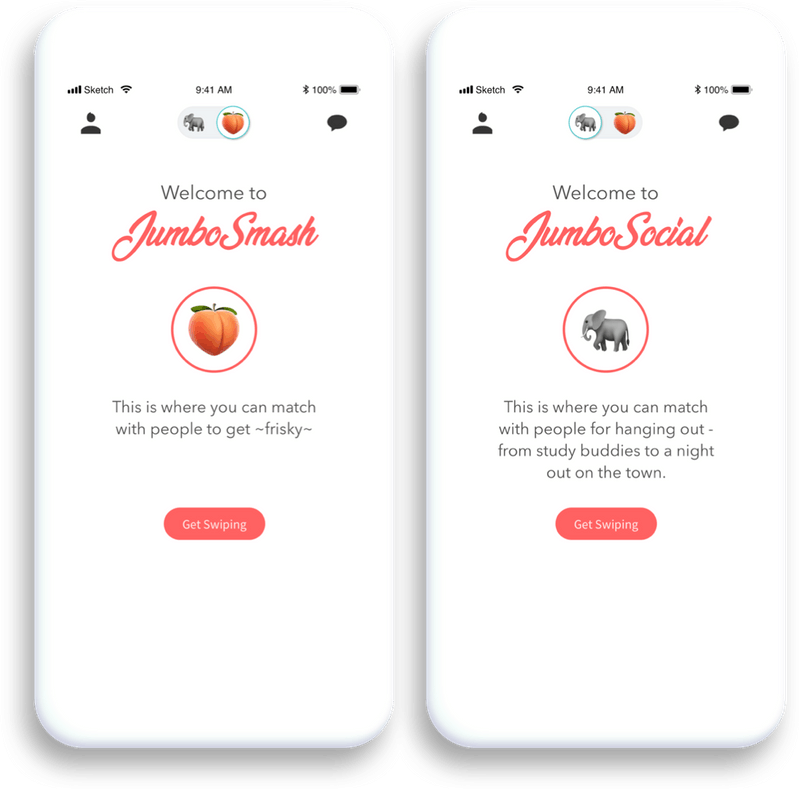 Sketch 9:41 AM 100%
Welcome to
JumboSmash
This is where you can match
with people to get ~frisky~
Get Swiping
Sketch 9:41 AM 100%
Welcome to
JumboSocial
This is where you can match
with people for hanging out -
from study buddies to a night
out on the town.
Get Swiping